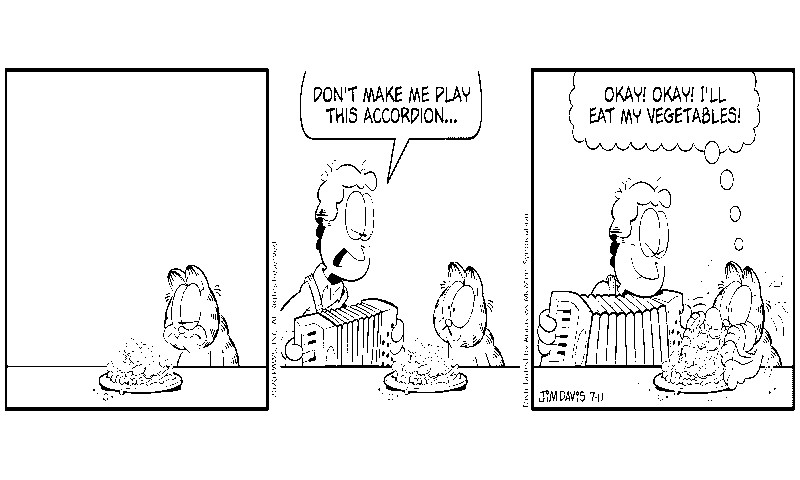 DON'T MAKE ME PLAY
THIS ACCORDION...
OKAY! OKAY! I'LL
EAT MY VEGETABLES!
JIM DAVIS 7-11